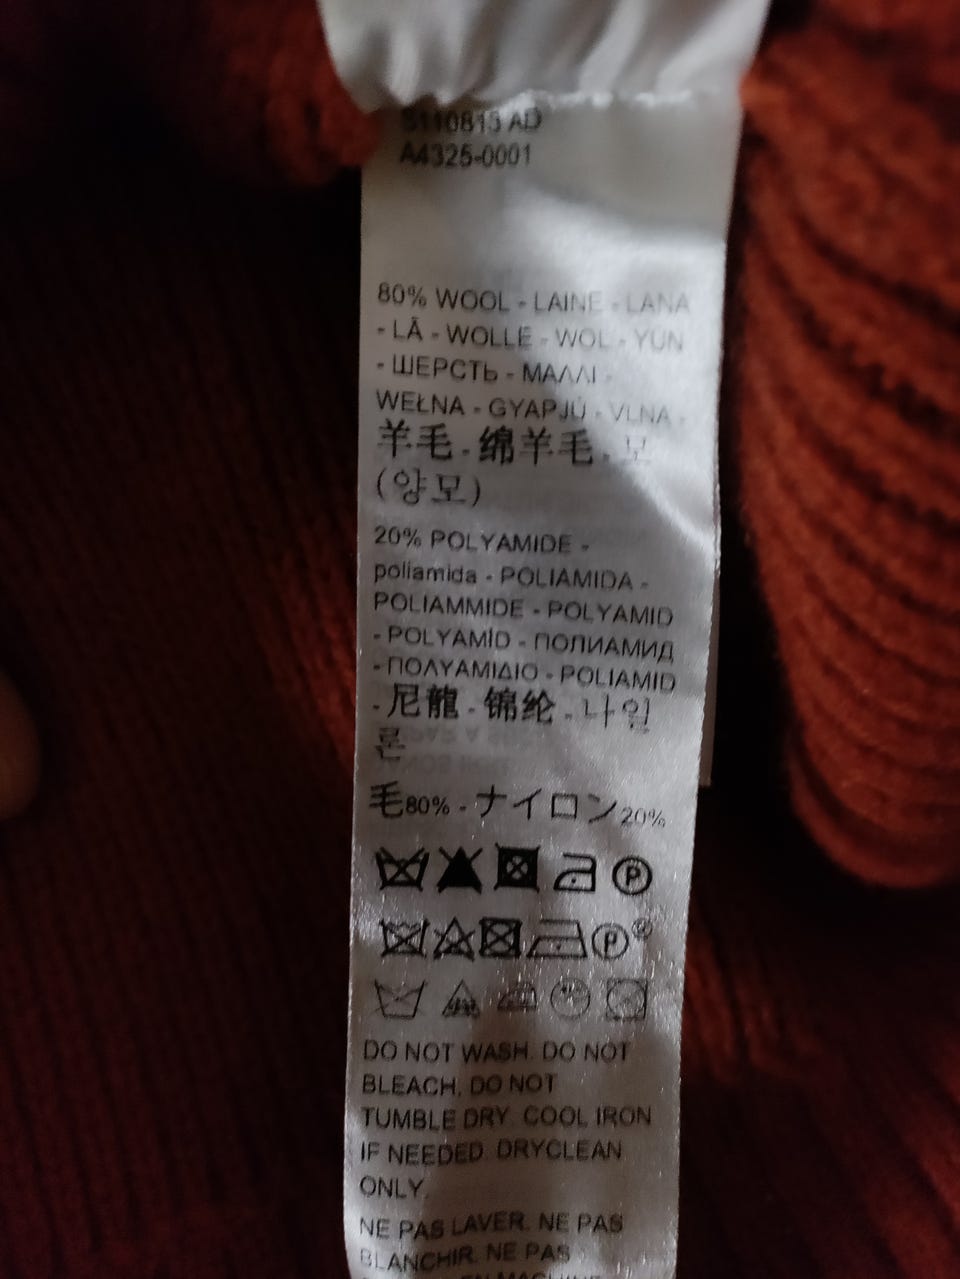 A4325-0001
80% WOOL - LAINE - LANA
- LÃ - WOLLE - WOL - YÜN
- ШЕРСТЬ - ΜΑΛΛΙ -
WEŁNA - GYAPJÚ - VLNA -
羊毛 - 绵羊毛 - 모
(양모)
20% POLYAMIDE -
poliamida - POLIAMIDA -
POLIAMMIDE - POLYAMID
- POLYAMİD - ПОЛИАМИД
- ΠΟΛΥΑΜΙΔΙΟ - POLIAMID
- 尼龍 - 锦纶 - 나일
론
毛80% - ナイロン20%
P
P
DO NOT WASH. DO NOT
BLEACH. DO NOT
TUMBLE DRY. COOL IRON
IF NEEDED. DRYCLEAN
ONLY.
NE PAS LAVER. NE PAS
BLANCHIR. NE PAS